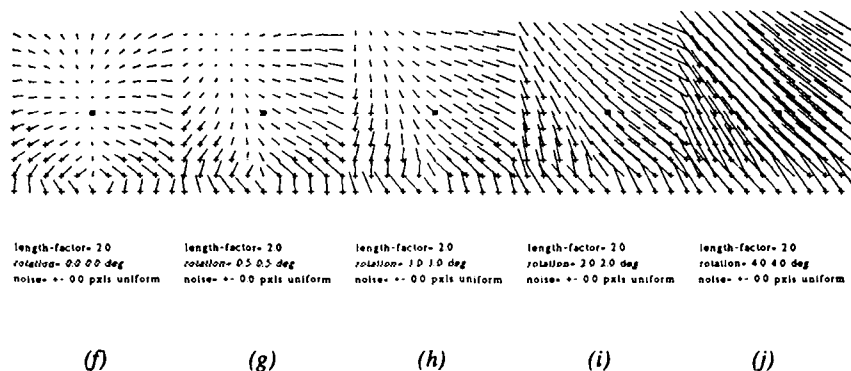 length-factor= 2.0 length-factor= 2.0 length-factor= 2.0 length-factor= 2.0 length-factor= 2.0
rotation= 0.0 0.0 deg rotation= 0.5 0.5 deg rotation= 1.0 1.0 deg rotation= 2.0 2.0 deg rotation= 4.0 4.0 deg
noise= +- 0.0 pxls uniform noise= +- 0.0 pxls uniform noise= +- 0.0 pxls uniform noise= +- 0.0 pxls uniform noise= +- 0.0 pxls uniform
(f) (g) (h) (i) (j)